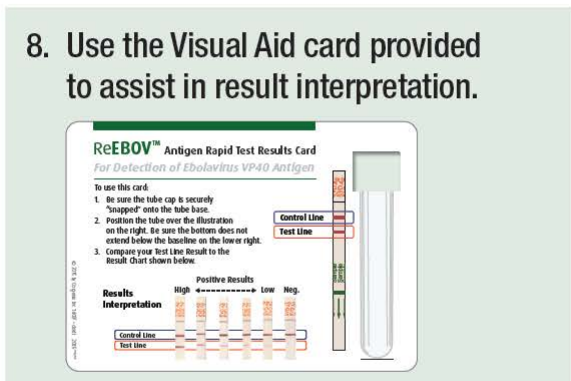 8. Use the Visual Aid card provided
to assist in result interpretation.
ReEBOV™ Antigen Rapid Test Results Card
For Detection of Ebolavirus VP40 Antigen
To use this card:
1. Be sure the tube cap is securely
"snapped" onto the tube base.
2. Position the tube over the illustration
on the right. Be sure the bottom does not
extend below the baseline on the lower right.
3. Compare your Test Line Result to the
Result Chart shown below.
Control Line
Test Line
Positive Results
High Low Neg.
Results
Interpretation
Control Line
Test Line